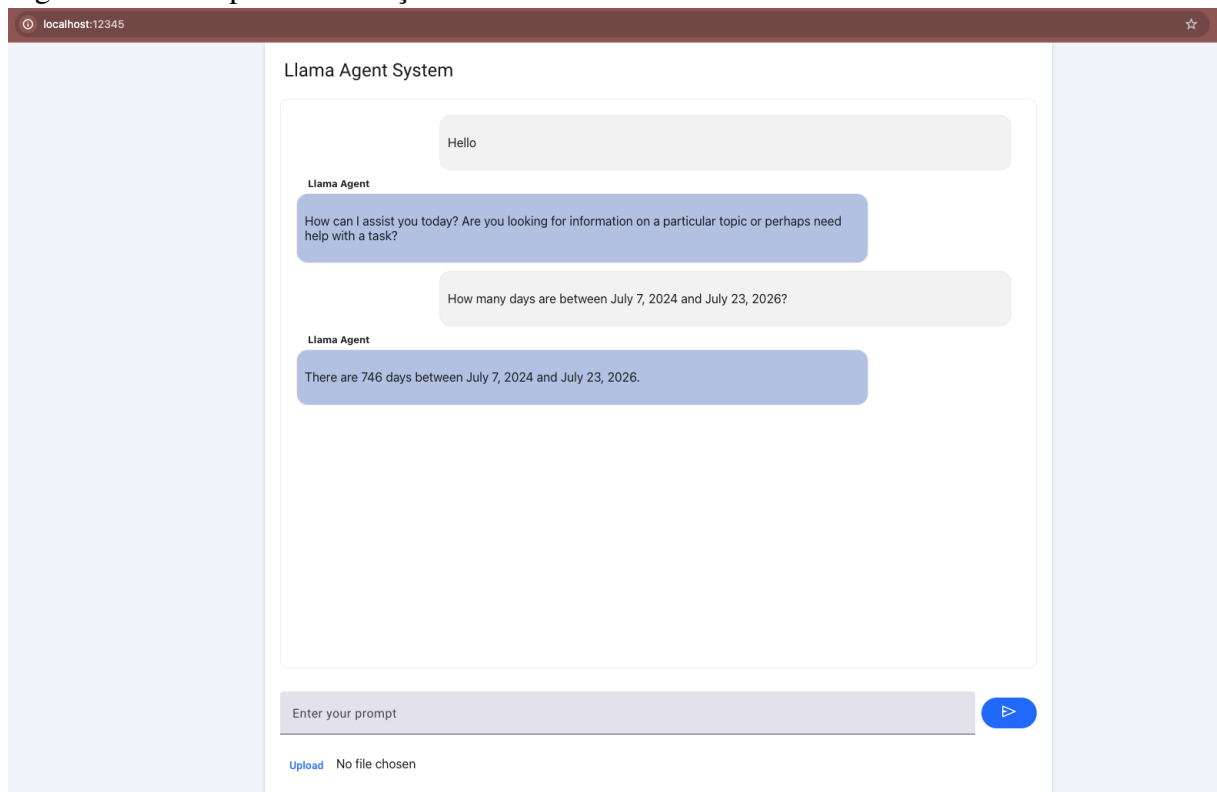 localhost:12345
Llama Agent System
Hello
Llama Agent
How can I assist you today? Are you looking for information on a particular topic or perhaps need
help with a task?
How many days are between July 7, 2024 and July 23, 2026?
Llama Agent
There are 746 days between July 7, 2024 and July 23, 2026.
Enter your prompt
Upload No file chosen